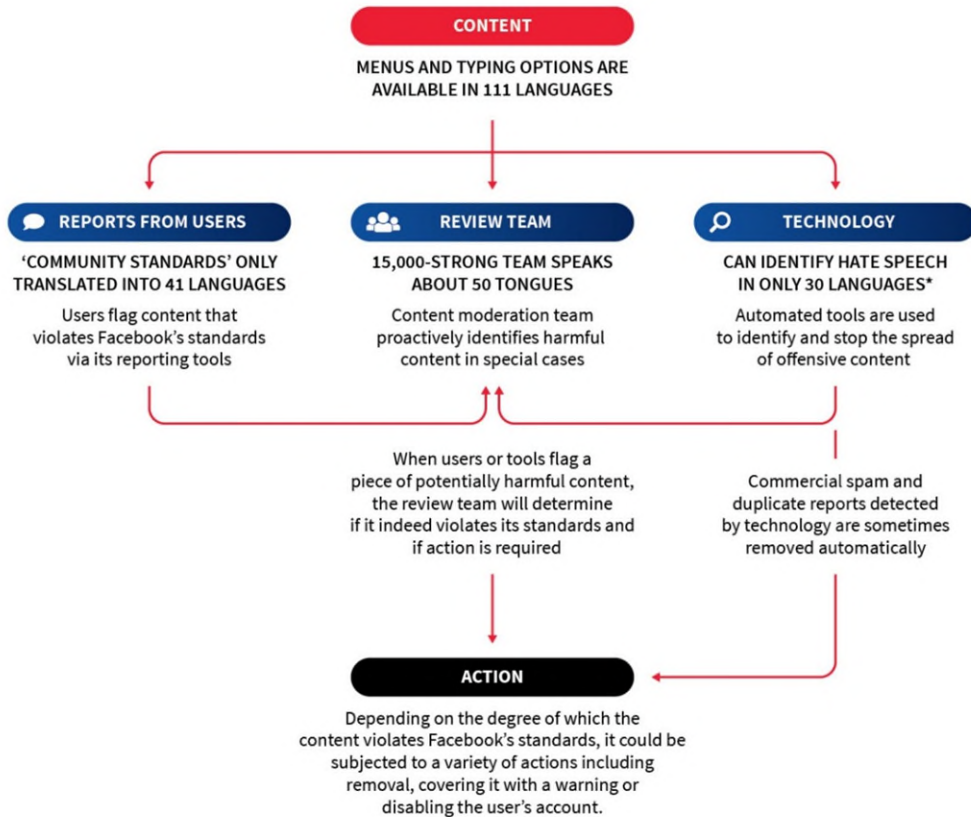 CONTENT
MENUS AND TYPING OPTIONS ARE
AVAILABLE IN 111 LANGUAGES
REPORTS FROM USERS
‘COMMUNITY STANDARDS’ ONLY
TRANSLATED INTO 41 LANGUAGES
Users flag content that
violates Facebook’s standards
via its reporting tools
REVIEW TEAM
15,000-STRONG TEAM SPEAKS
ABOUT 50 TONGUES
Content moderation team
proactively identifies harmful
content in special cases
TECHNOLOGY
CAN IDENTIFY HATE SPEECH
IN ONLY 30 LANGUAGES*
Automated tools are used
to identify and stop the spread
of offensive content
When users or tools flag a
piece of potentially harmful content,
the review team will determine
if it indeed violates its standards and
if action is required
Commercial spam and
duplicate reports detected
by technology are sometimes
removed automatically
ACTION
Depending on the degree of which the
content violates Facebook’s standards, it could be
subjected to a variety of actions including
removal, covering it with a warning or
disabling the user’s account.